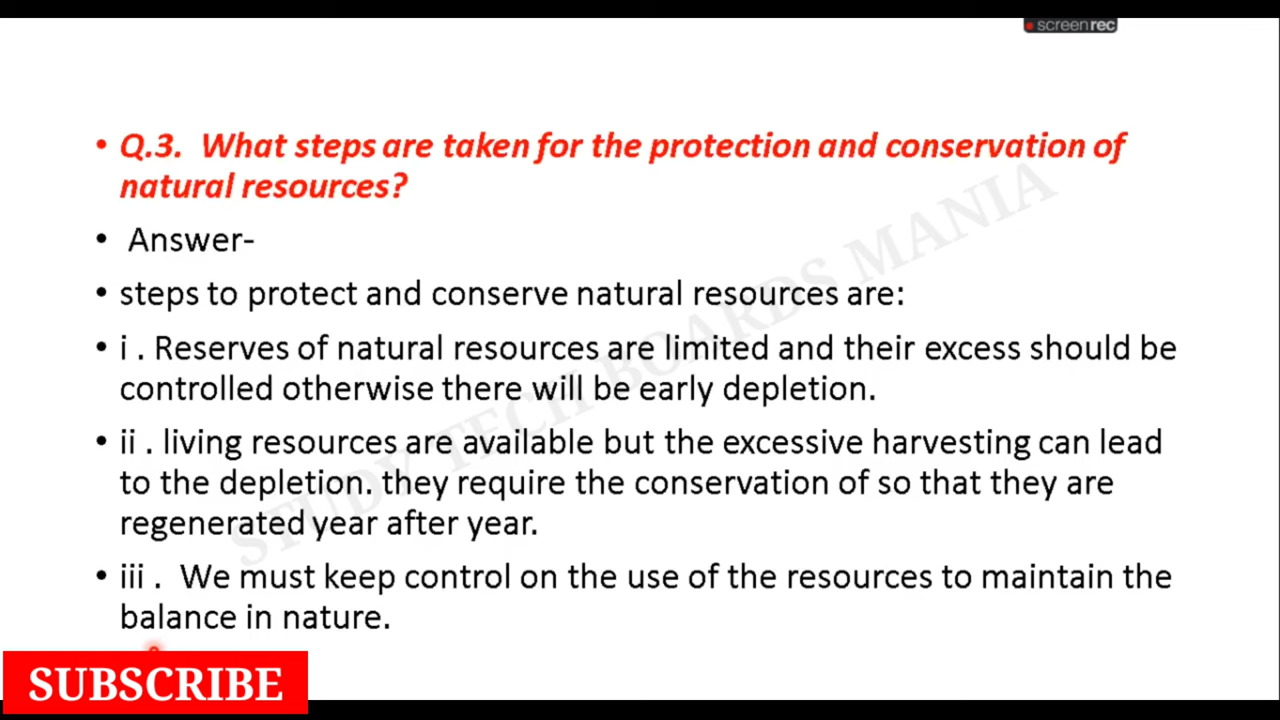 screenrec
• Q.3. What steps are taken for the protection and conservation of
natural resources?
• Answer-
• steps to protect and conserve natural resources are:
• i . Reserves of natural resources are limited and their excess should be
controlled otherwise there will be early depletion.
• ii . living resources are available but the excessive harvesting can lead
to the depletion. they require the conservation of so that they are
regenerated year after year.
• iii . We must keep control on the use of the resources to maintain the
balance in nature.
STUDY TECH BOARDS MANIA
SUBSCRIBE